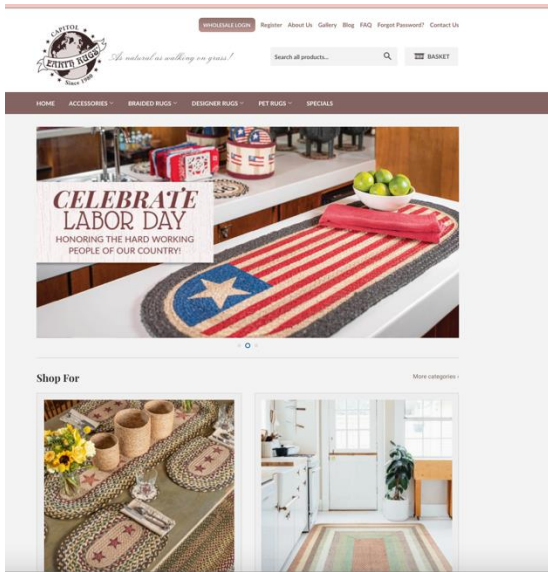 WHOLESALE LOGIN Register About Us Gallery Blog FAQ Forgot Password? Contact Us
CAPITOL
EARTH RUGS
Since 1989
As natural as walking on grass!
Search all products...
BASKET
HOME ACCESSORIES BRAIDED RUGS DESIGNER RUGS PET RUGS SPECIALS
CELEBRATE
LABOR DAY
HONORING THE HARD WORKING
PEOPLE OF OUR COUNTRY!
Shop For
More categories ›